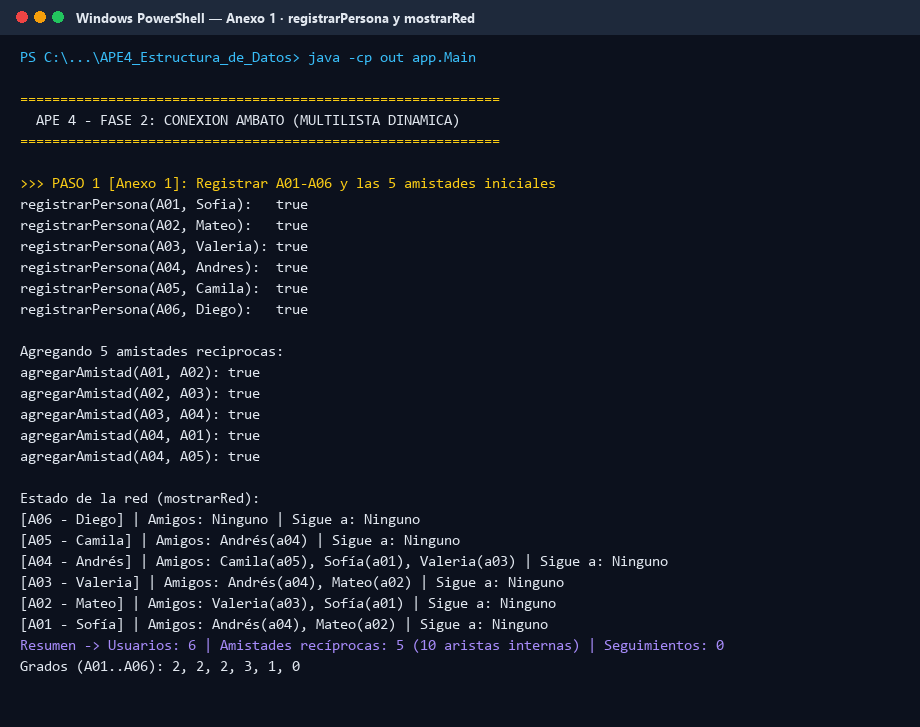 Windows PowerShell — Anexo 1 · registrarPersona y mostrarRed
PS C:\...\APE4_Estructura_de_Datos> java -cp out app.Main
============================================================
APE 4 - FASE 2: CONEXION AMBATO (MULTILISTA DINAMICA)
============================================================
>>> PASO 1 [Anexo 1]: Registrar A01-A06 y las 5 amistades iniciales
registrarPersona(A01, Sofia):   true
registrarPersona(A02, Mateo):   true
registrarPersona(A03, Valeria): true
registrarPersona(A04, Andres):  true
registrarPersona(A05, Camila):  true
registrarPersona(A06, Diego):   true
Agregando 5 amistades reciprocas:
agregarAmistad(A01, A02): true
agregarAmistad(A02, A03): true
agregarAmistad(A03, A04): true
agregarAmistad(A04, A01): true
agregarAmistad(A04, A05): true
Estado de la red (mostrarRed):
[A06 - Diego] | Amigos: Ninguno | Sigue a: Ninguno
[A05 - Camila] | Amigos: Andrés(a04) | Sigue a: Ninguno
[A04 - Andrés] | Amigos: Camila(a05), Sofía(a01), Valeria(a03) | Sigue a: Ninguno
[A03 - Valeria] | Amigos: Andrés(a04), Mateo(a02) | Sigue a: Ninguno
[A02 - Mateo] | Amigos: Valeria(a03), Sofía(a01) | Sigue a: Ninguno
[A01 - Sofía] | Amigos: Andrés(a04), Mateo(a02) | Sigue a: Ninguno
Resumen -> Usuarios: 6 | Amistades recíprocas: 5 (10 aristas internas) | Seguimientos: 0
Grados (A01..A06): 2, 2, 2, 3, 1, 0